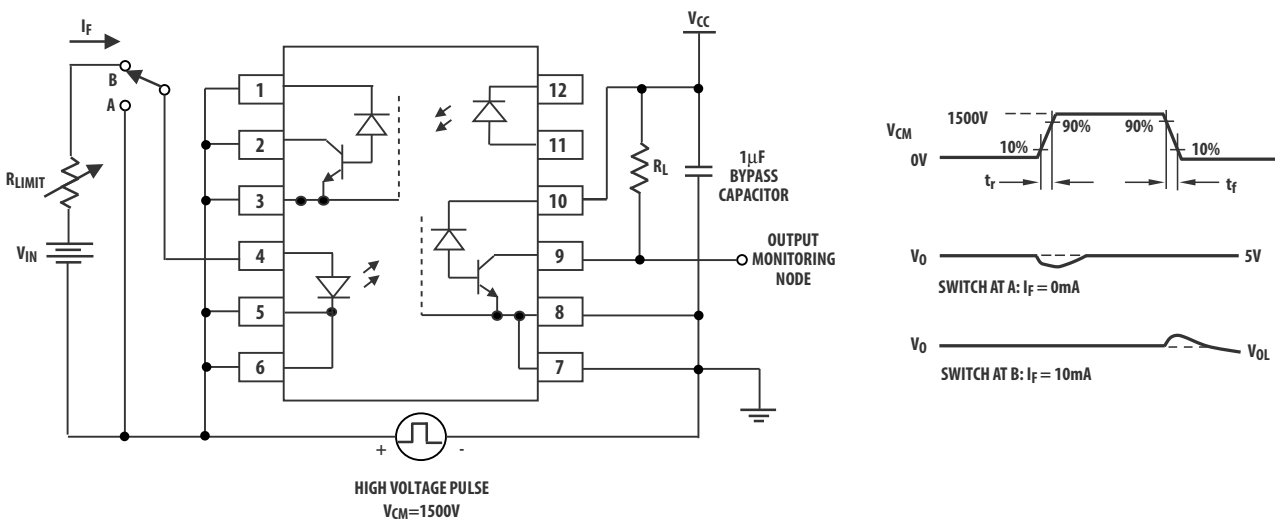 I_F
B
A
R_LIMIT
V_IN
1
2
3
4
5
6
12
11
10
9
8
7
V_CC
R_L
1μF
BYPASS
CAPACITOR
OUTPUT
MONITORING
NODE
+ -
HIGH VOLTAGE PULSE
V_CM=1500V
V_CM
1500V
0V
10%
90%
90%
10%
t_r
t_f
V_O
5V
SWITCH AT A: I_F = 0mA
V_O
V_OL
SWITCH AT B: I_F = 10mA